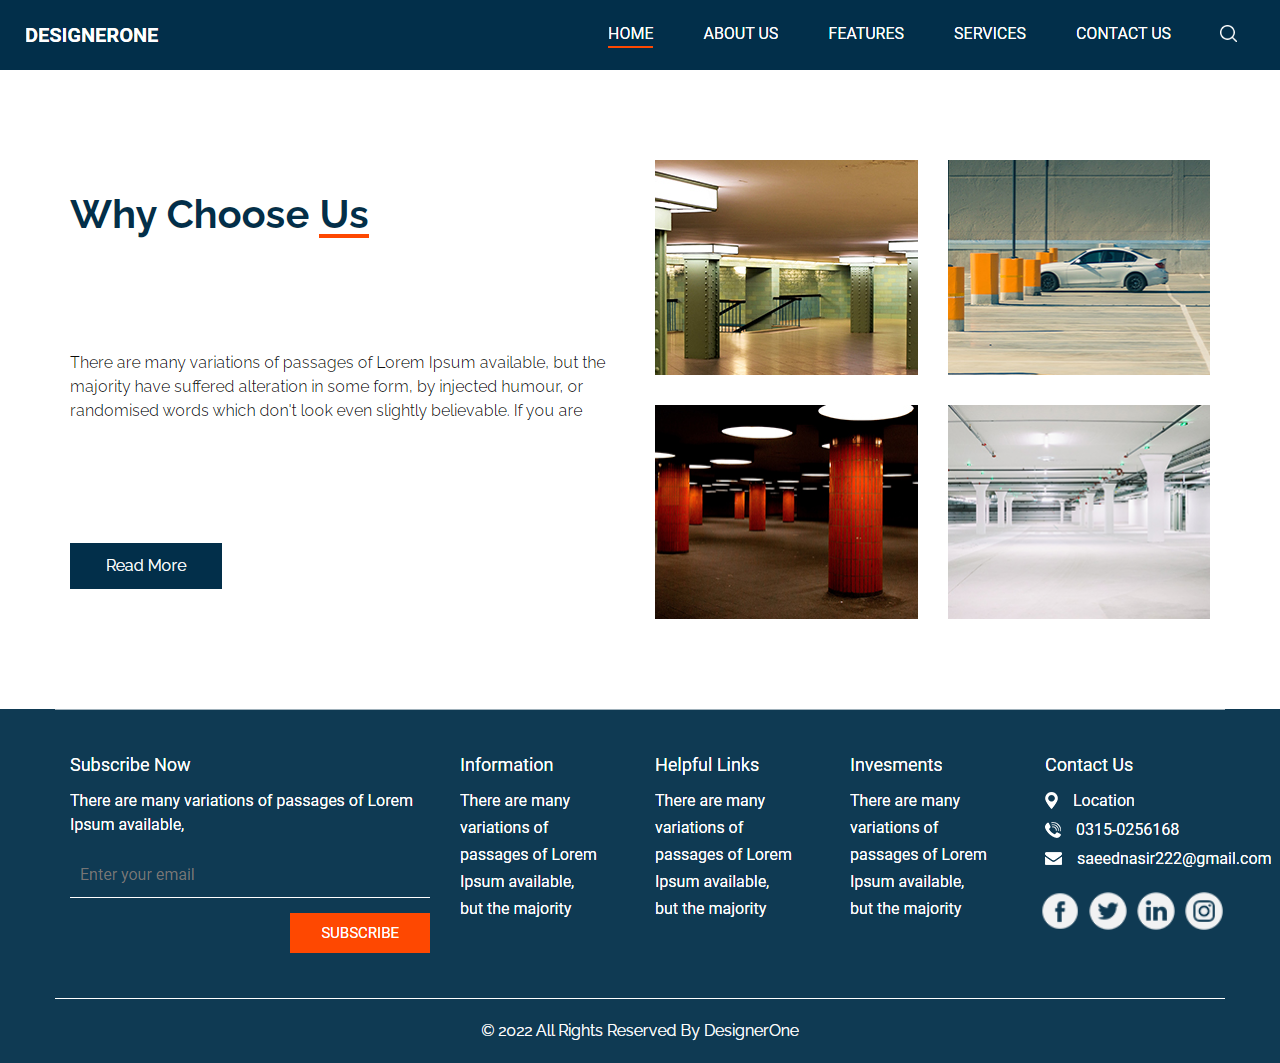 DESIGNERONE
HOME ABOUT US FEATURES SERVICES CONTACT US
Why Choose Us
There are many variations of passages of Lorem Ipsum available, but the
majority have suffered alteration in some form, by injected humour, or
randomised words which don't look even slightly believable. If you are
Read More
Subscribe Now
There are many variations of passages of Lorem
Ipsum available,
Enter your email
SUBSCRIBE
Information
There are many
variations of
passages of Lorem
Ipsum available,
but the majority
Helpful Links
There are many
variations of
passages of Lorem
Ipsum available,
but the majority
Invesments
There are many
variations of
passages of Lorem
Ipsum available,
but the majority
Contact Us
Location
0315-0256168
saeednasir222@gmail.com
© 2022 All Rights Reserved By DesignerOne